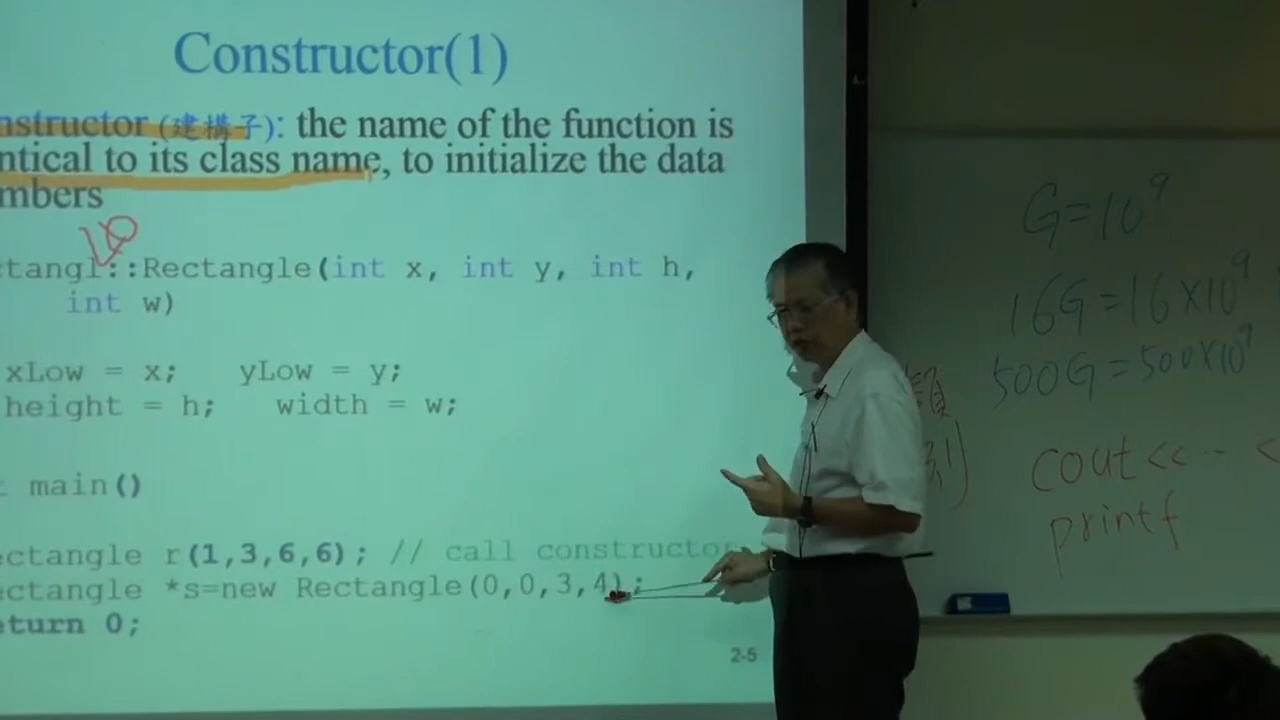 Constructor(1)
nstructor (建構子): the name of the function is
ntical to its class name, to initialize the data
mbers
ctangl::Rectangle(int x, int y, int h,
int w)
xLow = x; yLow = y;
height = h; width = w;
main()
ectangle r(1,3,6,6); // call constructor
ectangle *s=new Rectangle(0,0,3,4);
eturn 0;
2-5
G=10⁹
16G=16×10⁹
500G=500×10⁹
cout<<-- <
printf